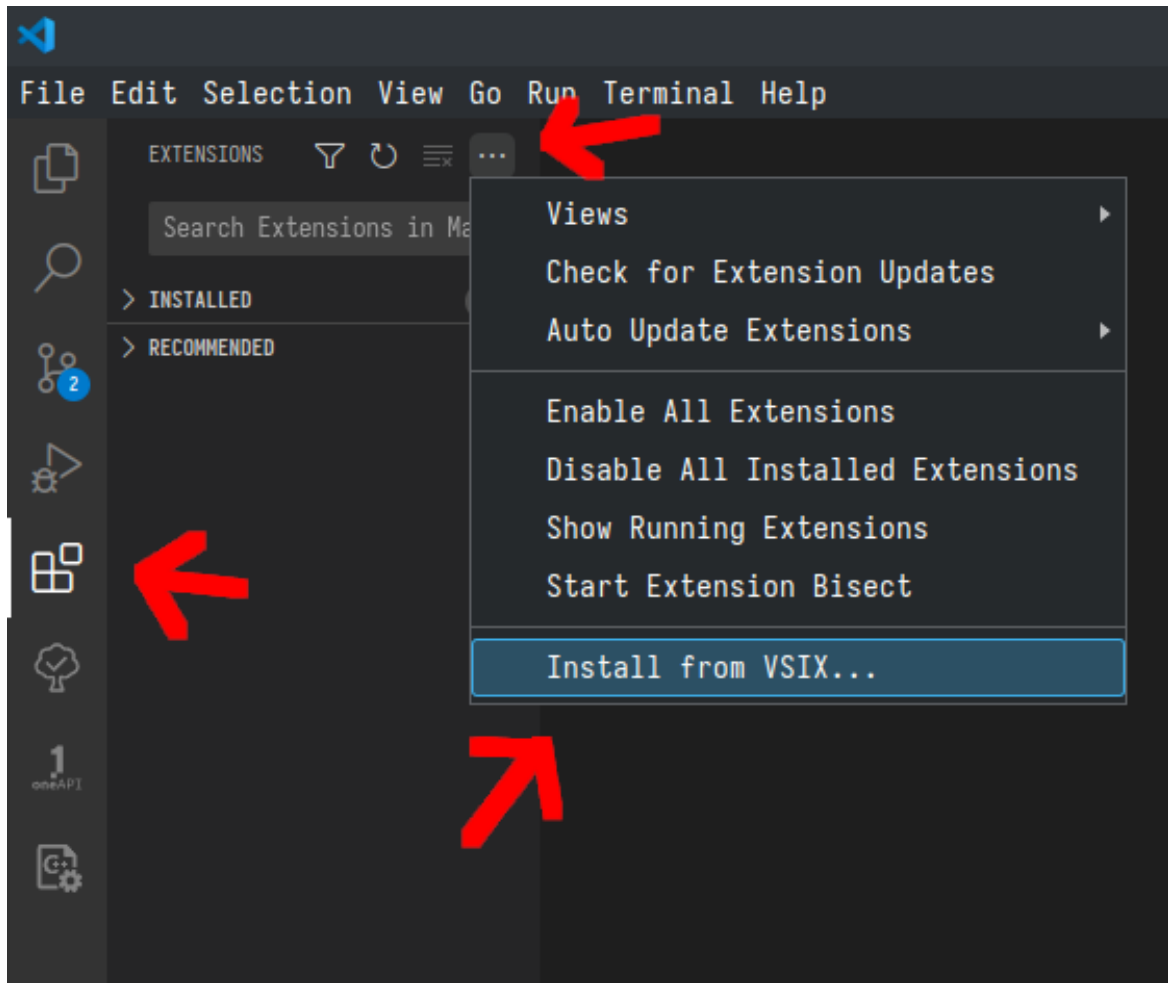 File Edit Selection View Go Run Terminal Help
EXTENSIONS
...
Search Extensions in Ma
INSTALLED
RECOMMENDED
Views
Check for Extension Updates
Auto Update Extensions
Enable All Extensions
Disable All Installed Extensions
Show Running Extensions
Start Extension Bisect
Install from VSIX...
2
1
oneAPI
C++